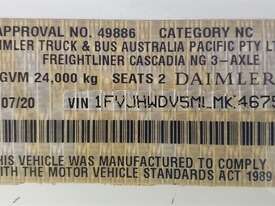 APPROVAL NO. 49886 CATEGORY NC
IMLER TRUCK & BUS AUSTRALIA PACIFIC PTY LT
FREIGHTLINER CASCADIA NG 3-AXLE
GVM 24,000 kg SEATS 2 DAIMLER
07/20 VIN 1FVJHWDV5MLMK4675
THIS VEHICLE WAS MANUFACTURED TO COMPLY
WITH THE MOTOR VEHICLE STANDARDS ACT 1989